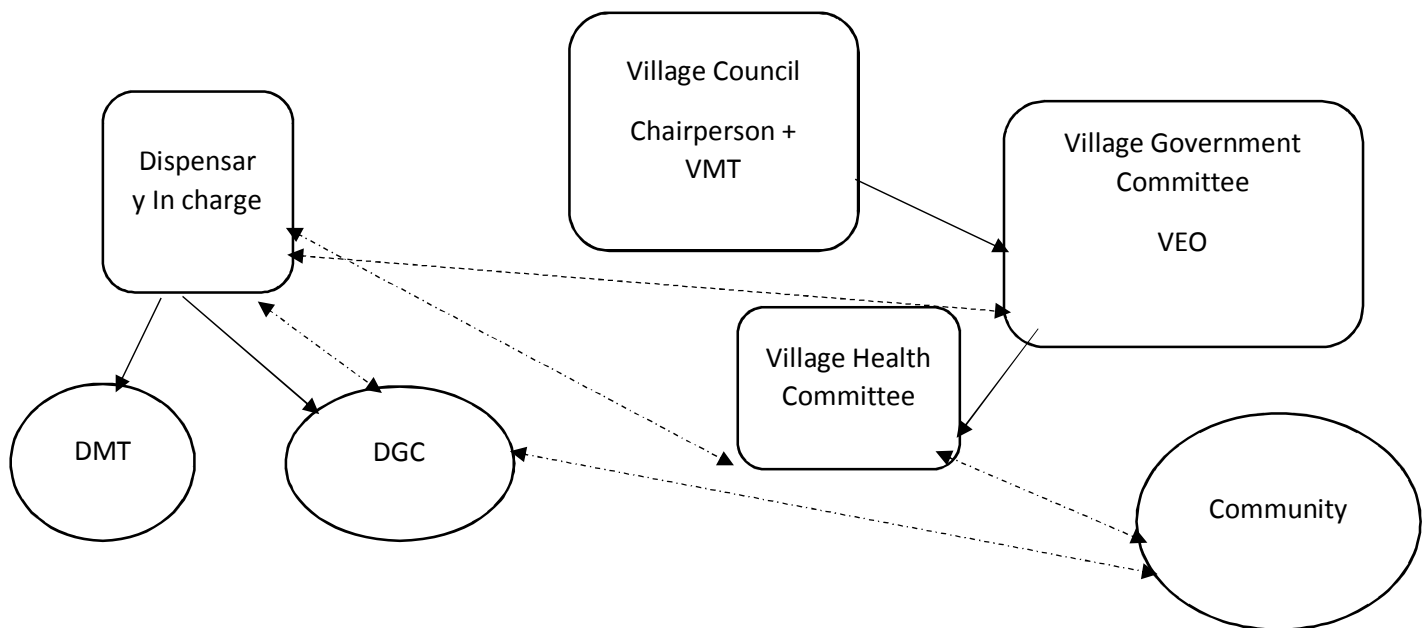 Village Council
Chairperson +
VMT
Dispensar
y In charge
Village Government
Committee
VEO
Village Health
Committee
DMT
DGC
Community